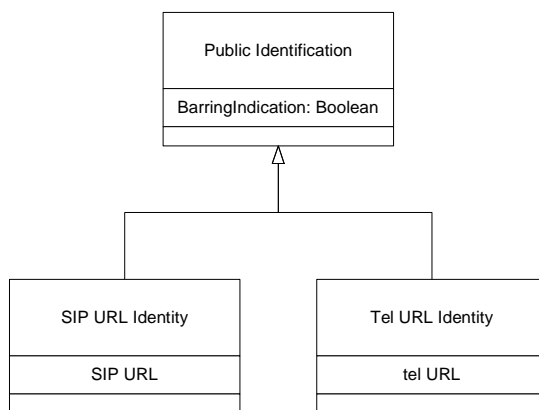 Public Identification
BarringIndication: Boolean
SIP URL Identity
SIP URL
Tel URL Identity
tel URL